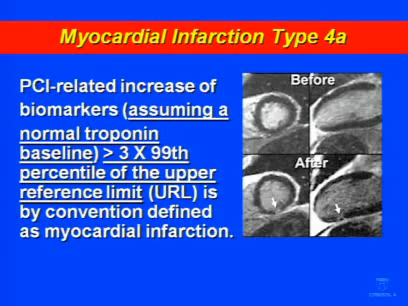 Myocardial Infarction Type 4a
PCI-related increase of
biomarkers (assuming a
normal troponin
baseline) > 3 X 99th
percentile of the upper
reference limit (URL) is
by convention defined
as myocardial infarction.
Before
After